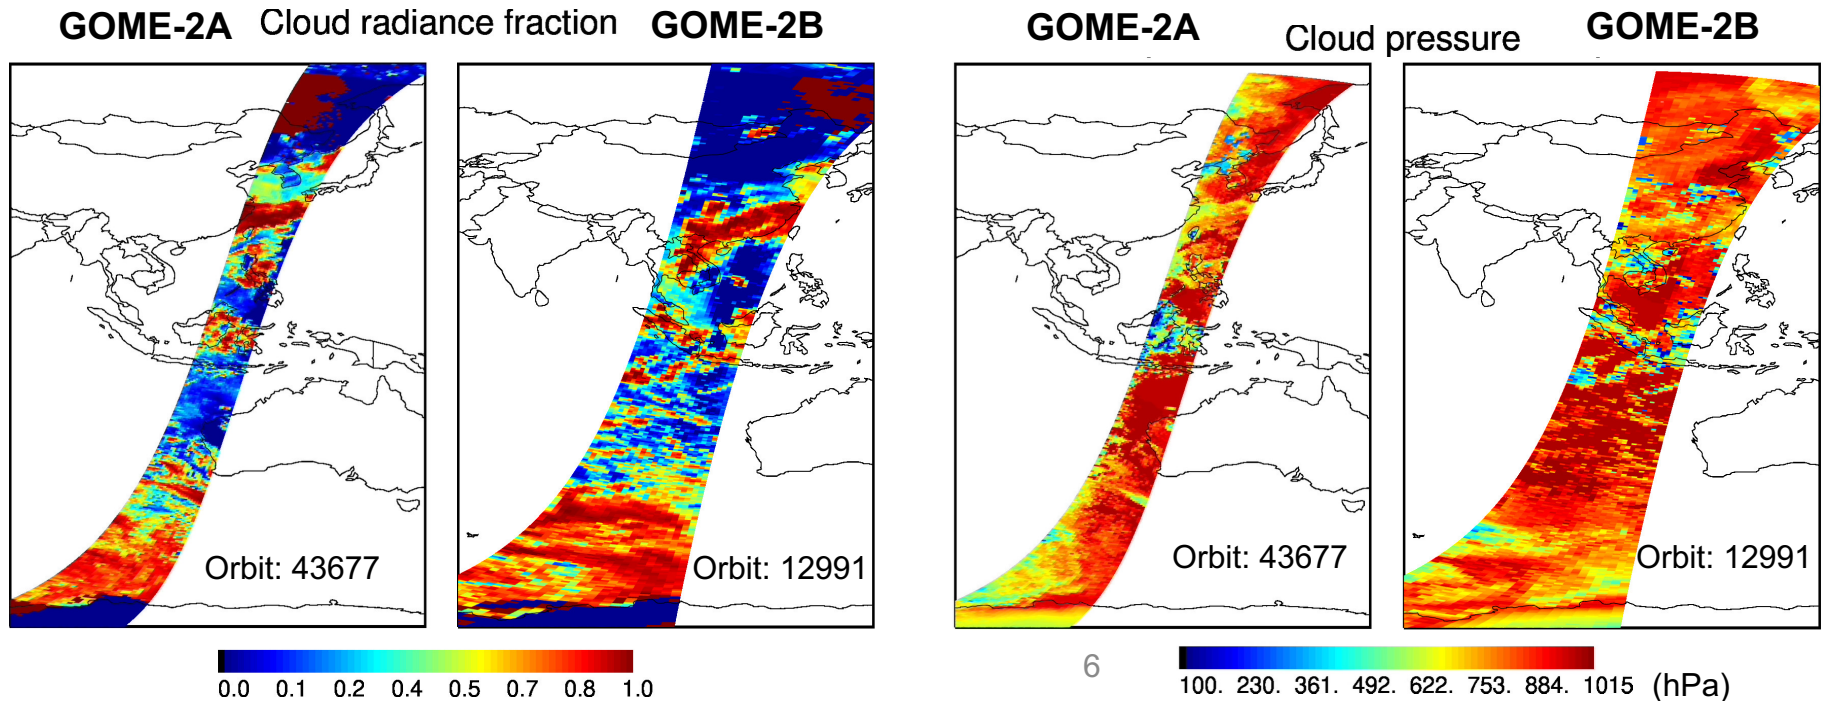 GOME-2A Cloud radiance fraction GOME-2B
GOME-2A Cloud pressure GOME-2B
Orbit: 43677
Orbit: 12991
Orbit: 43677
Orbit: 12991
0.0 0.1 0.2 0.4 0.5 0.7 0.8 1.0
6
100. 230. 361. 492. 622. 753. 884. 1015 (hPa)